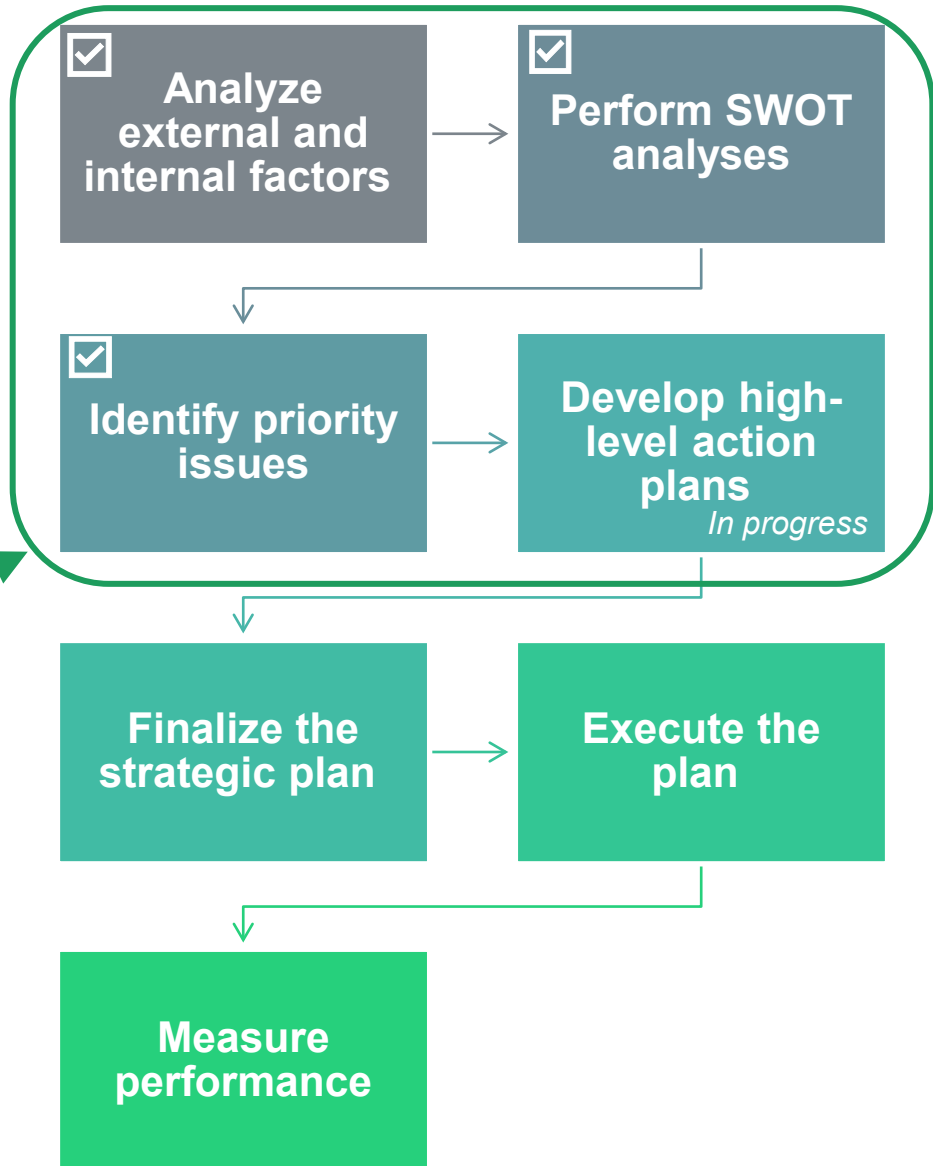 Analyze
external and
internal factors
Perform SWOT
analyses
Identify priority
issues
Develop high-
level action
plans
In progress
Finalize the
strategic plan
Execute the
plan
Measure
performance